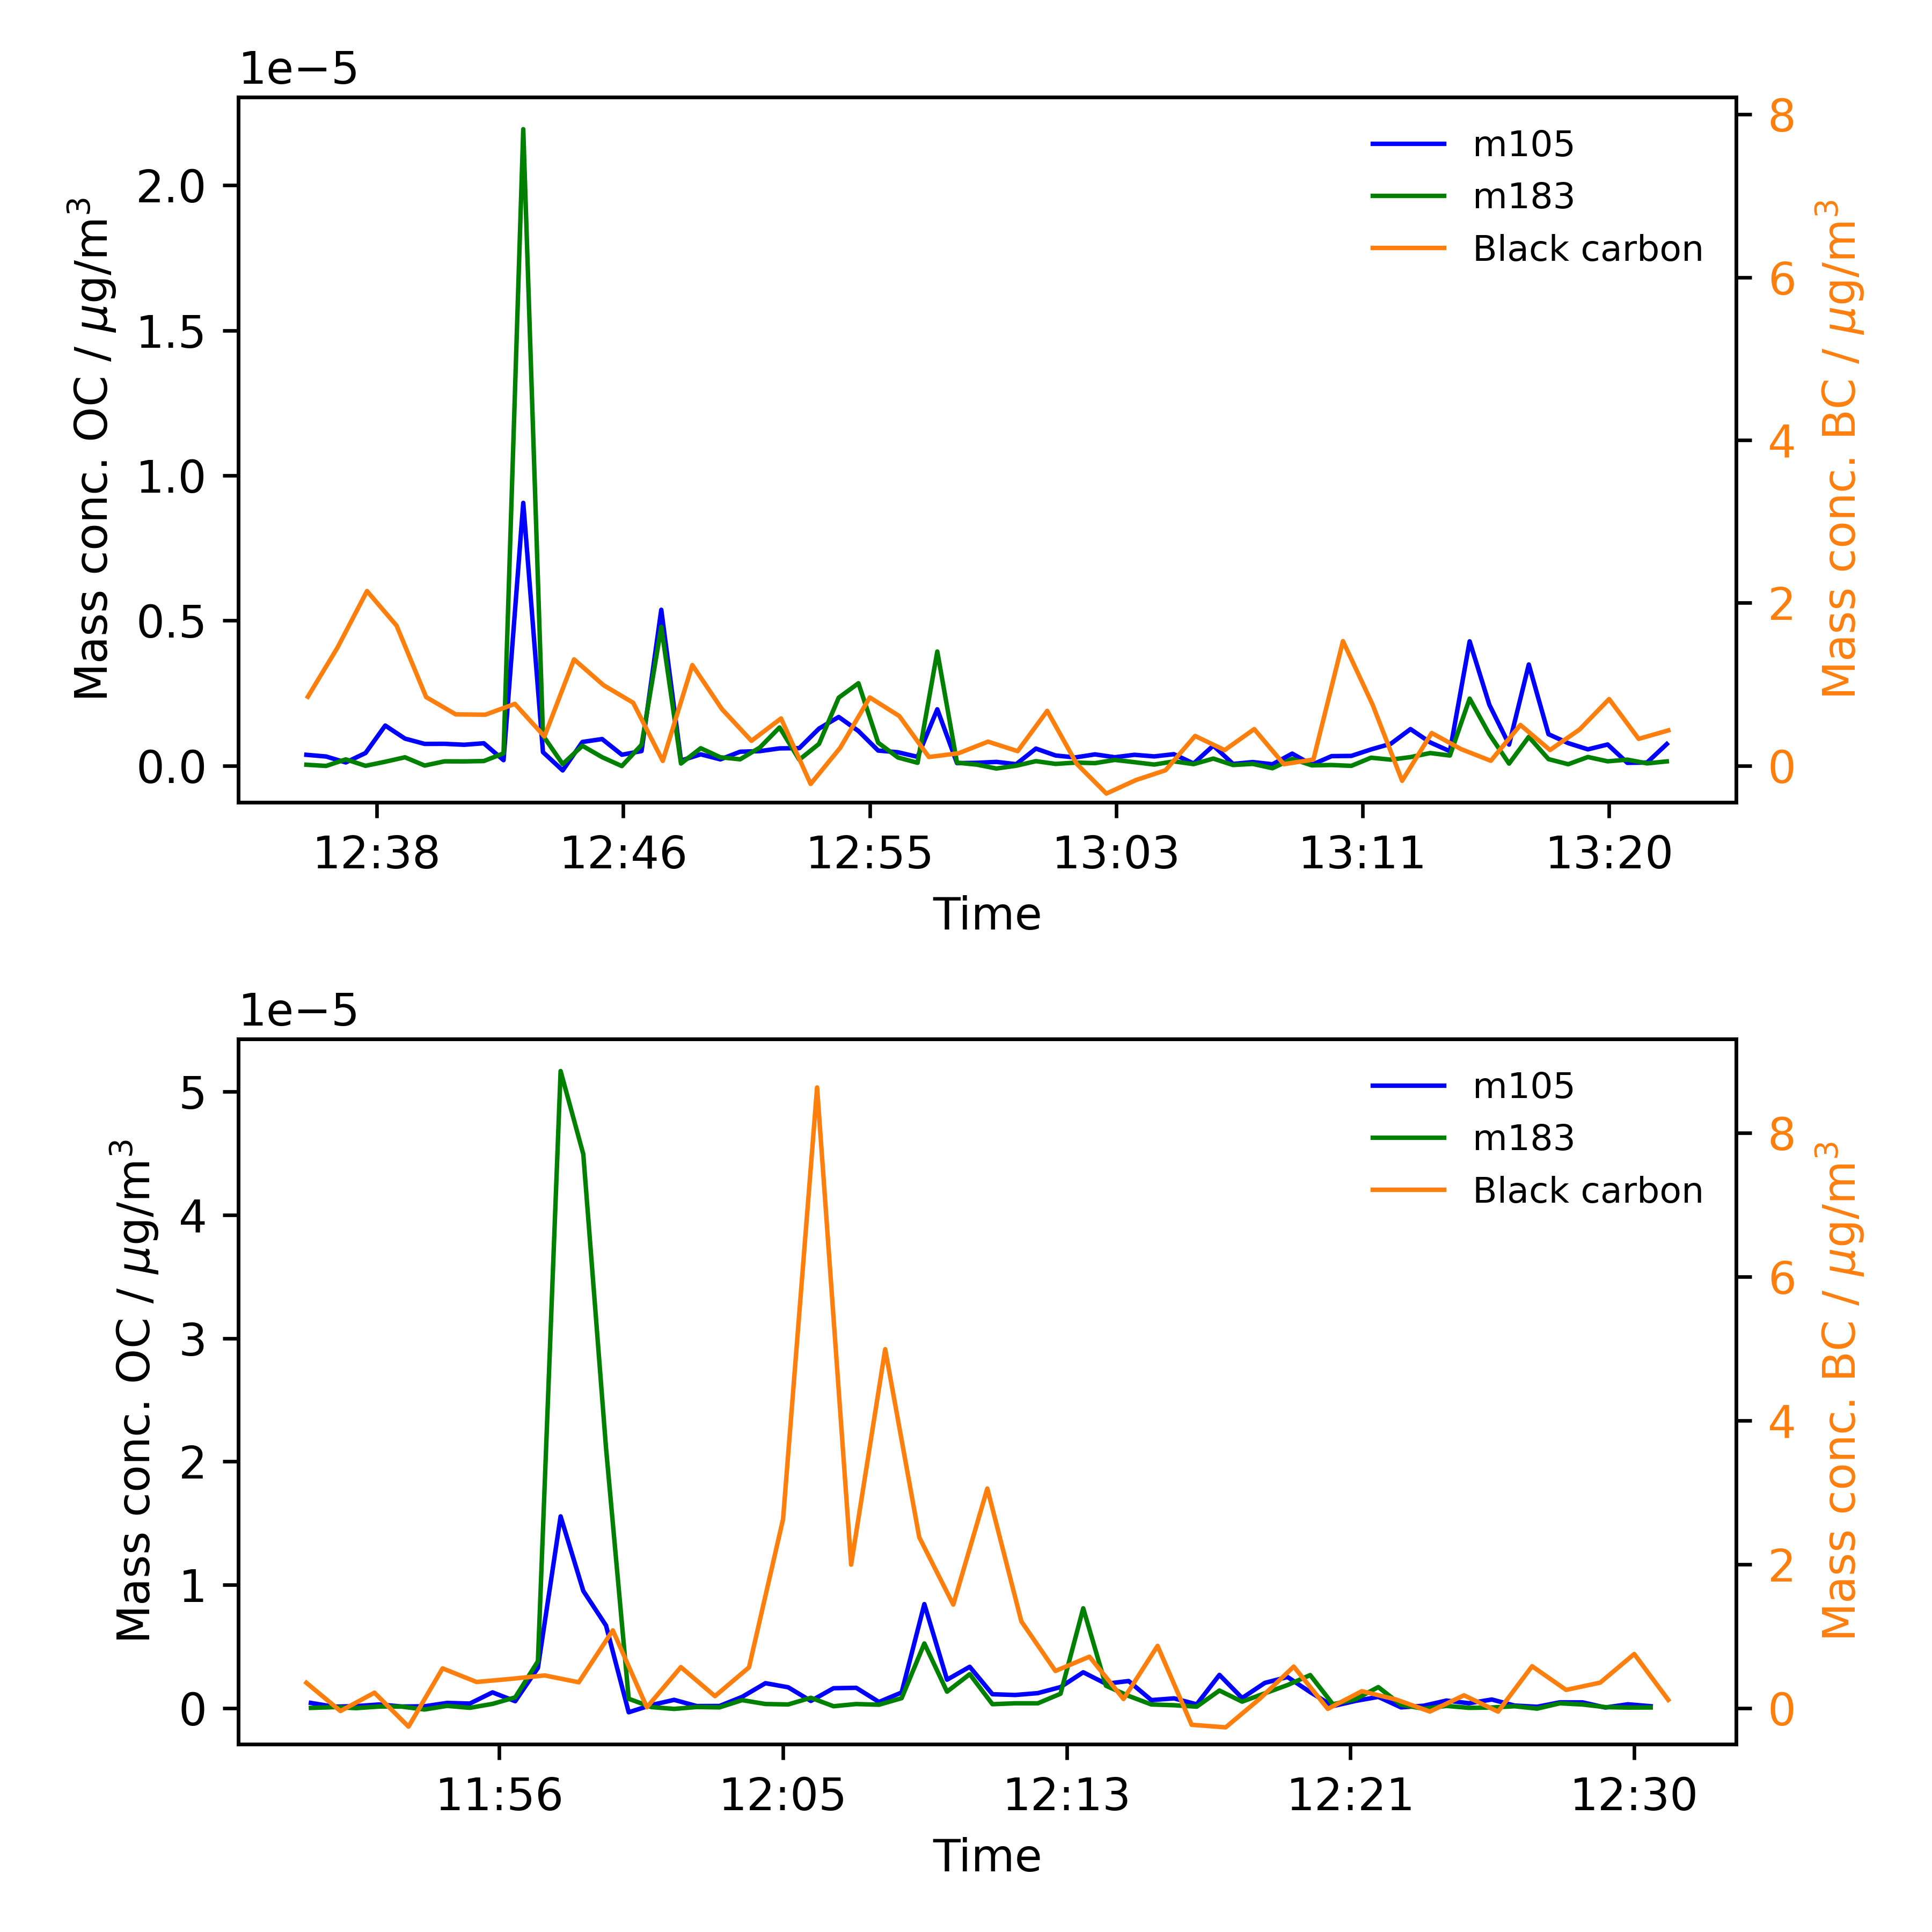 1e−5
Mass conc. OC / μg/m³
2.0
1.5
1.0
0.5
0.0
m105
m183
Black carbon
8
6
4
2
0
Mass conc. BC / μg/m³
12:38 12:46 12:55 13:03 13:11 13:20
Time
1e−5
Mass conc. OC / μg/m³
5
4
3
2
1
0
m105
m183
Black carbon
8
6
4
2
0
Mass conc. BC / μg/m³
11:56 12:05 12:13 12:21 12:30
Time